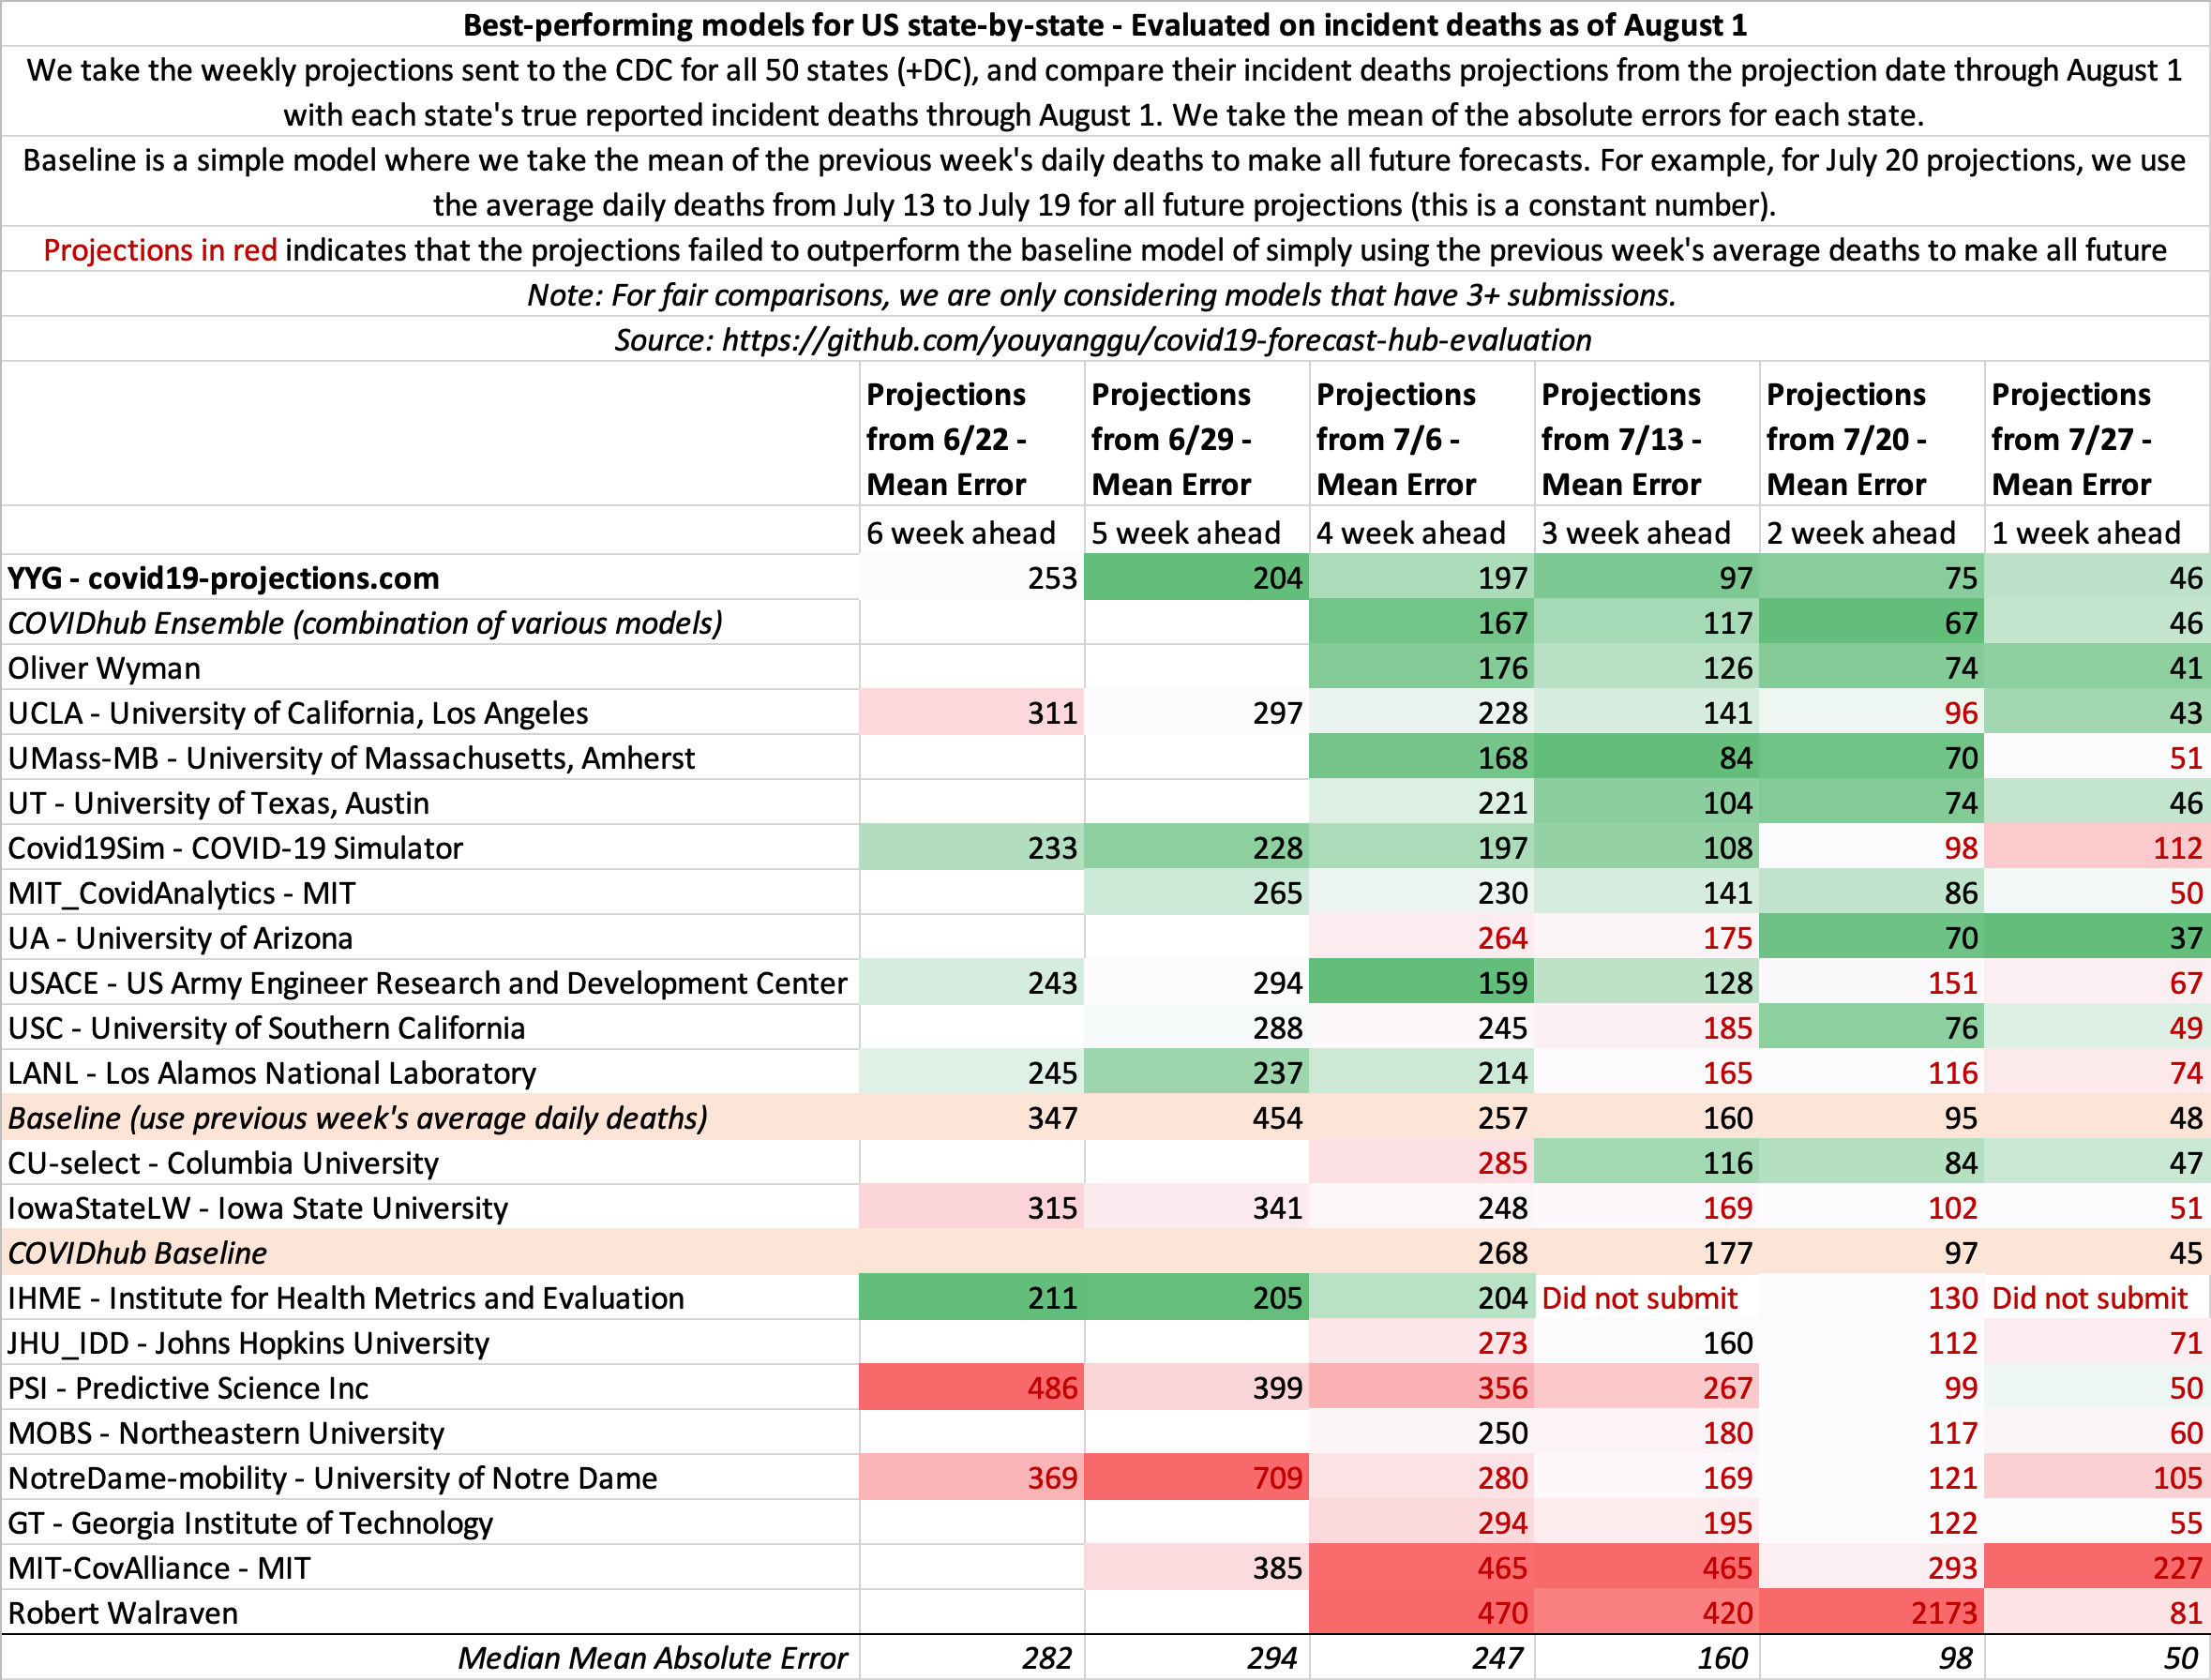 Best-performing models for US state-by-state - Evaluated on incident deaths as of August 1
We take the weekly projections sent to the CDC for all 50 states (+DC), and compare their incident deaths projections from the projection date through August 1
with each state's true reported incident deaths through August 1. We take the mean of the absolute errors for each state.
Baseline is a simple model where we take the mean of the previous week's daily deaths to make all future forecasts. For example, for July 20 projections, we use
the average daily deaths from July 13 to July 19 for all future projections (this is a constant number).
Projections in red indicates that the projections failed to outperform the baseline model of simply using the previous week's average deaths to make all future
Note: For fair comparisons, we are only considering models that have 3+ submissions.
Source: https://github.com/youyanggu/covid19-forecast-hub-evaluation
Projections Projections Projections Projections Projections Projections
from 6/22 - from 6/29 - from 7/6 - from 7/13 - from 7/20 - from 7/27 -
Mean Error Mean Error Mean Error Mean Error Mean Error Mean Error
6 week ahead 5 week ahead 4 week ahead 3 week ahead 2 week ahead 1 week ahead
YYG - covid19-projections.com 253 204 197 97 75 46
COVIDhub Ensemble (combination of various models) 167 117 67 46
Oliver Wyman 176 126 74 41
UCLA - University of California, Los Angeles 311 297 228 141 96 43
UMass-MB - University of Massachusetts, Amherst 168 84 70 51
UT - University of Texas, Austin 221 104 74 46
Covid19Sim - COVID-19 Simulator 233 228 197 108 98 112
MIT_CovidAnalytics - MIT 265 230 141 86 50
UA - University of Arizona 264 175 70 37
USACE - US Army Engineer Research and Development Center 243 294 159 128 151 67
USC - University of Southern California 288 245 185 76 49
LANL - Los Alamos National Laboratory 245 237 214 165 116 74
Baseline (use previous week's average daily deaths) 347 454 257 160 95 48
CU-select - Columbia University 285 116 84 47
IowaStateLW - Iowa State University 315 341 248 169 102 51
COVIDhub Baseline 268 177 97 45
IHME - Institute for Health Metrics and Evaluation 211 205 204 Did not submit 130 Did not submit
JHU_IDD - Johns Hopkins University 273 160 112 71
PSI - Predictive Science Inc 486 399 356 267 99 50
MOBS - Northeastern University 250 180 117 60
NotreDame-mobility - University of Notre Dame 369 709 280 169 121 105
GT - Georgia Institute of Technology 294 195 122 55
MIT-CovAlliance - MIT 385 465 465 293 227
Robert Walraven 470 420 2173 81
Median Mean Absolute Error 282 294 247 160 98 50